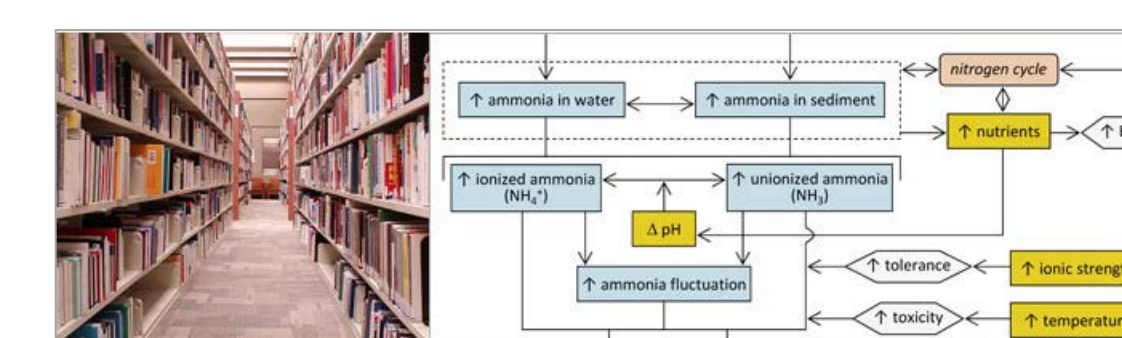 nitrogen cycle
↑ ammonia in water
↑ ammonia in sediment
↑ nutrients
↑ ionized ammonia
(NH₄⁺)
↑ unionized ammonia
(NH₃)
Δ pH
↑ tolerance
↑ ammonia fluctuation
↑ toxicity